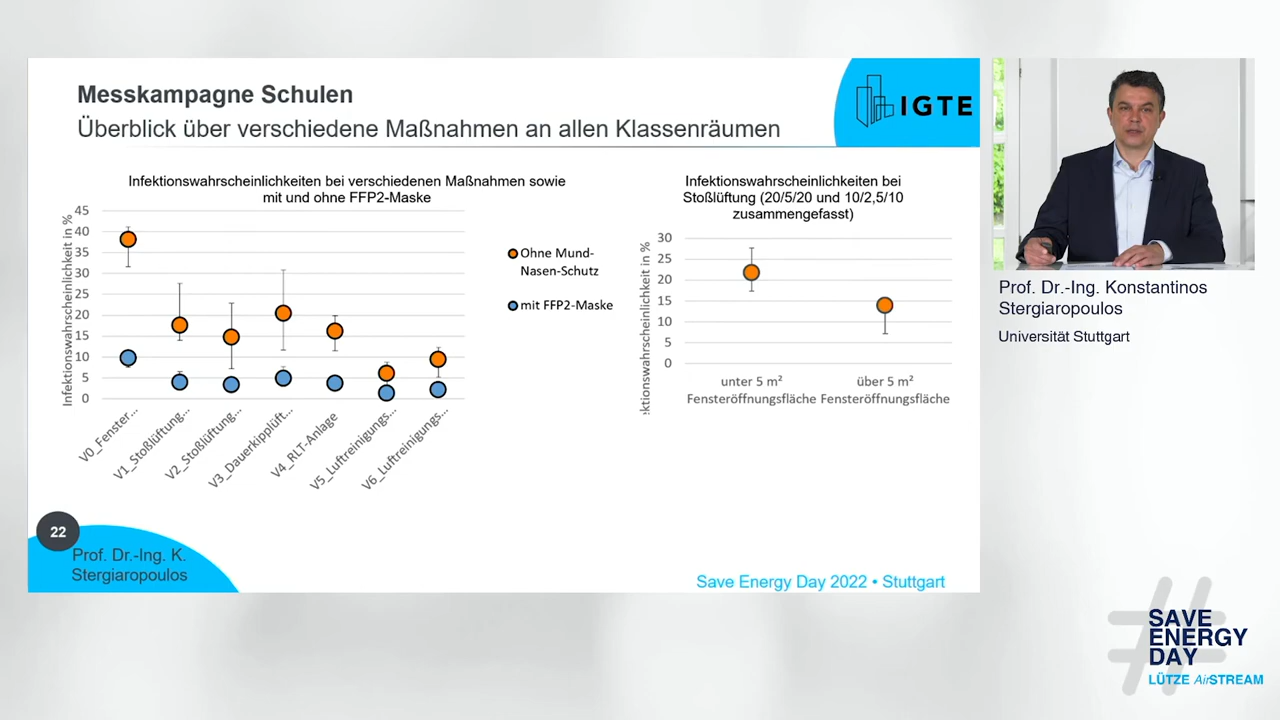 Messkampagne Schulen
Überblick über verschiedene Maßnahmen an allen Klassenräumen
IGTE
Infektionswahrscheinlichkeiten bei verschiedenen Maßnahmen sowie
mit und ohne FFP2-Maske
Infektionswahrscheinlichkeit in %
45
40
35
30
25
20
15
10
5
0
V0_Fenster...
V1_Stoßlüftung...
V2_Stoßlüftung...
V3_Dauerkipplüft...
V4_RLT-Anlage
V5_Luftreinigungs...
V6_Luftreinigungs...
Ohne Mund-
Nasen-Schutz
mit FFP2-Maske
Infektionswahrscheinlichkeiten bei
Stoßlüftung (20/5/20 und 10/2,5/10
zusammengefasst)
ektionswahrscheinlichkeit in %
30
25
20
15
10
5
0
unter 5 m²
Fensteröffnungsfläche
über 5 m²
Fensteröffnungsfläche
22
Prof. Dr.-Ing. K.
Stergiaropoulos
Save Energy Day 2022 • Stuttgart
Prof. Dr.-Ing. Konstantinos
Stergiaropoulos
Universität Stuttgart
#
SAVE
ENERGY
DAY
LÜTZE AirSTREAM